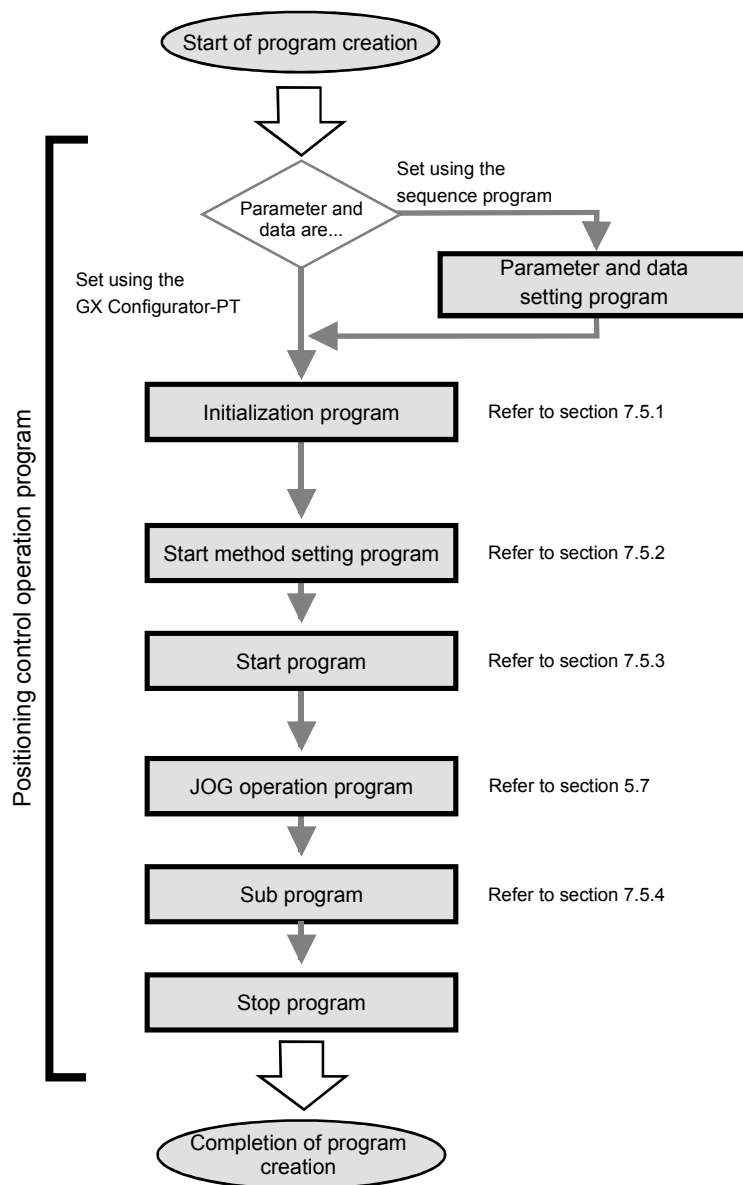 Start of program creation
Positioning control operation program
Parameter and
data are...
Set using the
sequence program
Parameter and data
setting program
Set using the
GX Configurator-PT
Initialization program
Refer to section 7.5.1
Start method setting program
Refer to section 7.5.2
Start program
Refer to section 7.5.3
JOG operation program
Refer to section 5.7
Sub program
Refer to section 7.5.4
Stop program
Completion of program
creation